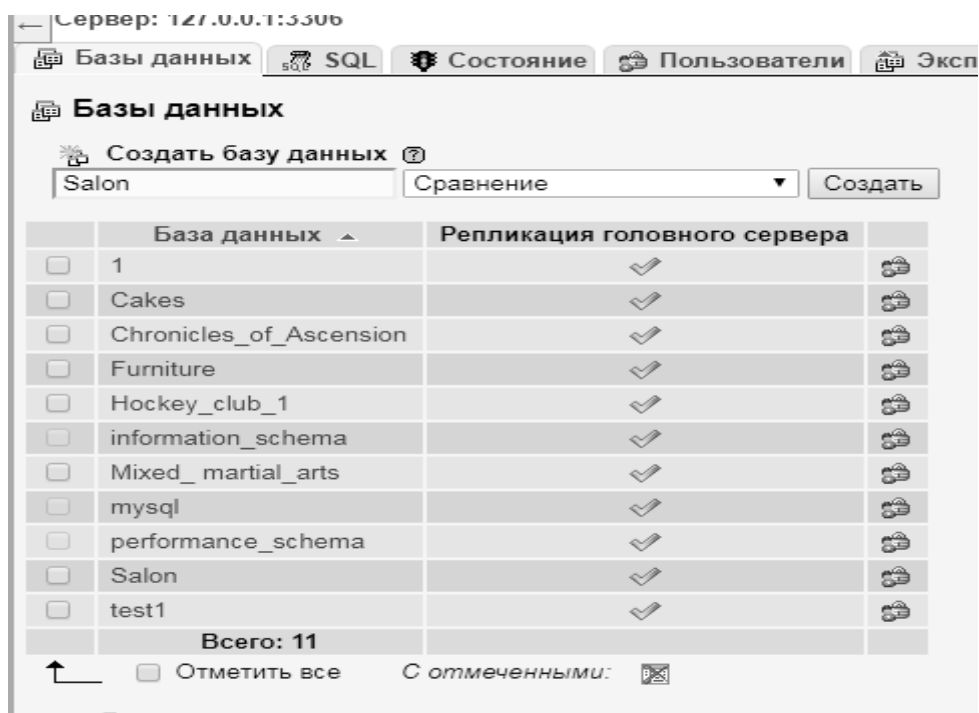 Сервер: 127.0.0.1:3306
Базы данных SQL Состояние Пользователи Эксп
Базы данных
Создать базу данных
Salon Сравнение Создать
База данных Репликация головного сервера
1
Cakes
Chronicles_of_Ascension
Furniture
Hockey_club_1
information_schema
Mixed_ martial_arts
mysql
performance_schema
Salon
test1
Всего: 11
Отметить все С отмеченными: